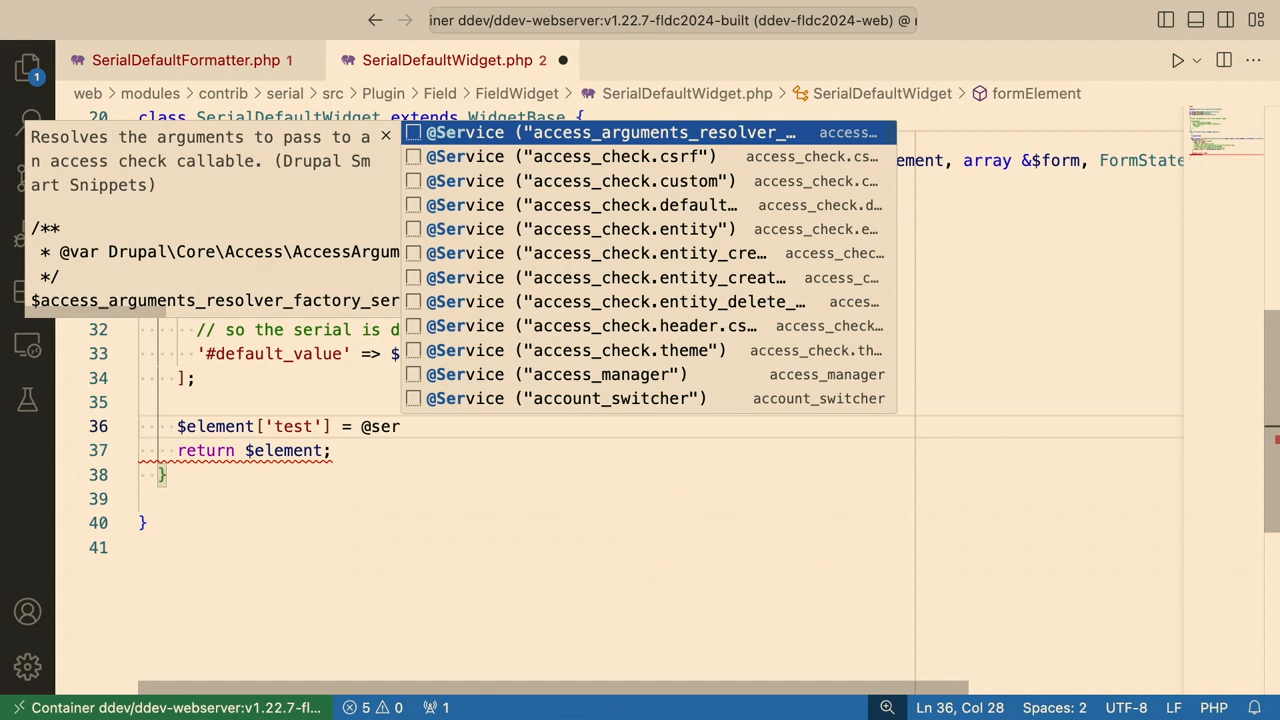 iner ddev/ddev-webserver:v1.22.7-fldc2024-built (ddev-fldc2024-web) @
1
SerialDefaultFormatter.php 1
SerialDefaultWidget.php 2
web > modules > contrib > serial > src > Plugin > Field > FieldWidget > SerialDefaultWidget.php > SerialDefaultWidget > formElement
20 class SerialDefaultWidget extends WidgetBase {
Resolves the arguments to pass to a
n access check callable. (Drupal Sm
art Snippets)
/**
* @var Drupal\Core\Access\AccessArgum
*/
$access_arguments_resolver_factory_ser
@Service ("access_arguments_resolver_… access…
@Service ("access_check.csrf") access_check.cs…
@Service ("access_check.custom") access_check.c…
@Service ("access_check.default… access_check.d…
@Service ("access_check.entity") access_check.e…
@Service ("access_check.entity_cre… access_chec…
@Service ("access_check.entity_creat… access_c…
@Service ("access_check.entity_delete_… acces…
@Service ("access_check.header.cs… access_check…
@Service ("access_check.theme") access_check.th…
@Service ("access_manager") access_manager
@Service ("account_switcher") account_switcher
ement, array &$form, FormState
32 // so the serial is d
33 '#default_value' => $
34 ];
35
36 $element['test'] = @ser
37 return $element;
38 }
39
40 }
41
Container ddev/ddev-webserver:v1.22.7-fl… 5 0 1 Ln 36, Col 28 Spaces: 2 UTF-8 LF PHP